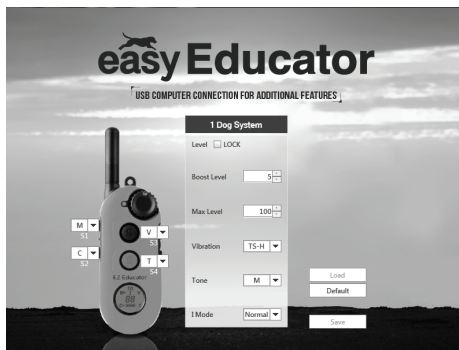 easy Educator
USB COMPUTER CONNECTION FOR ADDITIONAL FEATURES
1 Dog System
Level LOCK
Boost Level 5
Max Level 100
M
S1
V
S3
Vibration TS-H
C
S2
T
S4
E-Z Educator
Tone M
Load
Default
I Mode Normal
Save